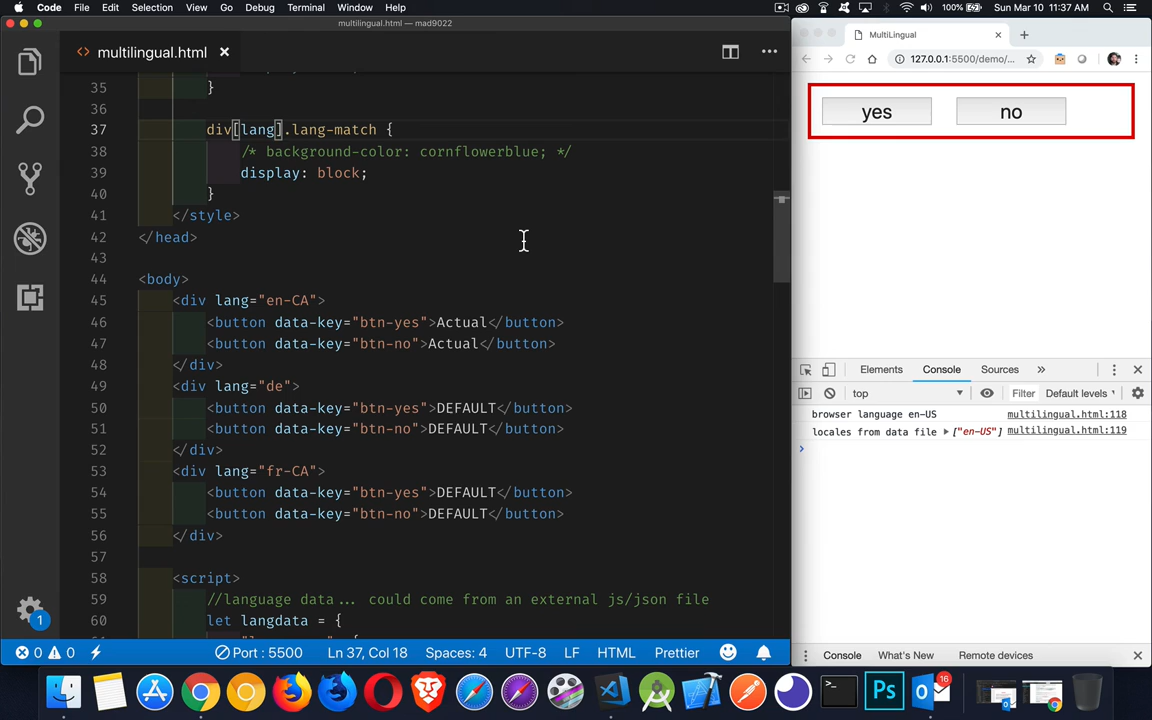 Code File Edit Selection View Go Debug Terminal Window Help 100% Sun Mar 10 11:37 AM
multilingual.html — mad9022
<> multilingual.html ×
35 }
36
37 div[lang].lang-match {
38 /* background-color: cornflowerblue; */
39 display: block;
40 }
41 </style>
42 </head>
43
44 <body>
45 <div lang="en-CA">
46 <button data-key="btn-yes">Actual</button>
47 <button data-key="btn-no">Actual</button>
48 </div>
49 <div lang="de">
50 <button data-key="btn-yes">DEFAULT</button>
51 <button data-key="btn-no">DEFAULT</button>
52 </div>
53 <div lang="fr-CA">
54 <button data-key="btn-yes">DEFAULT</button>
55 <button data-key="btn-no">DEFAULT</button>
56 </div>
57
58 <script>
59 //language data... could come from an external js/json file
60 let langdata = {
1
0 0 Port : 5500 Ln 37, Col 18 Spaces: 4 UTF-8 LF HTML Prettier
MultiLingual
127.0.0.1:5500/demo/...
yes no
Elements Console Sources »
top Filter Default levels
browser language en-US multilingual.html:118
locales from data file ["en-US"] multilingual.html:119
Console What's New Remote devices
Ps
16